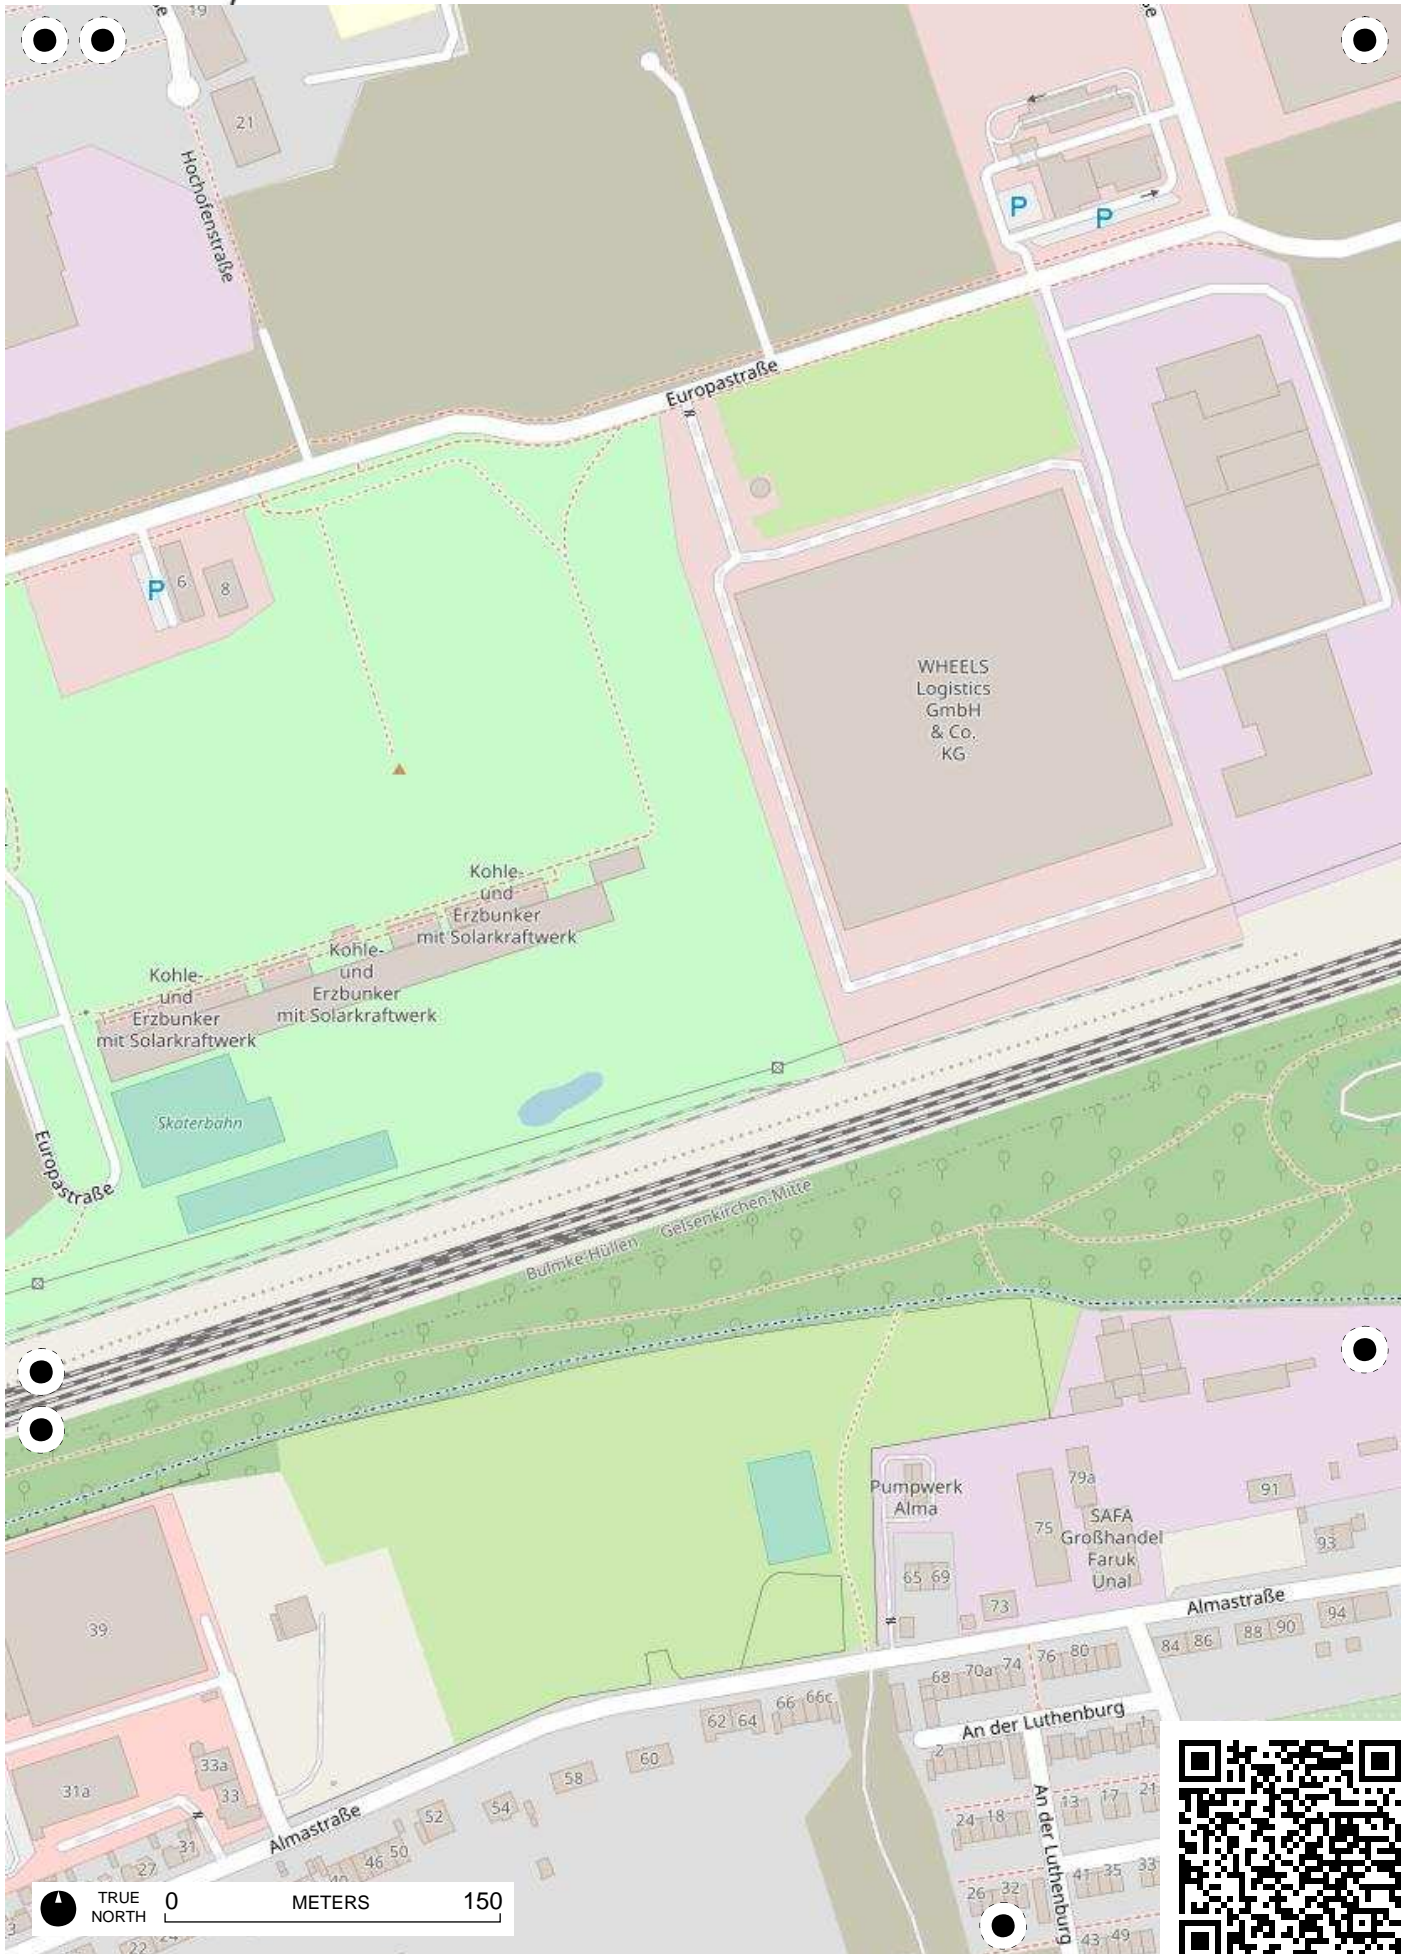 19
21
Hochofenstraße
P
P
Europastraße
P
6
8
WHEELS
Logistics
GmbH
& Co.
KG
Kohle-
und
Erzbunker
mit Solarkraftwerk
Kohle-
und
Erzbunker
mit Solarkraftwerk
Kohle-
und
Erzbunker
mit Solarkraftwerk
Skaterbahn
Europastraße
Bulmke-Hüllen
Gelsenkirchen-Mitte
Pumpwerk
Alma
79a
75
SAFA
Großhandel
Faruk
Unal
91
93
65 69
73
Almastraße
39
94
88 90
84 86
76 80
68 70a 74
66 66c
62 64
An der Luthenburg
2
1
60
58
33a
33
31a
54
52
Almastraße
50
46
31
27
24 18
13 17 21
An der Luthenburg
41 35 33
26 32
43 49
22
TRUE
NORTH
0 METERS 150